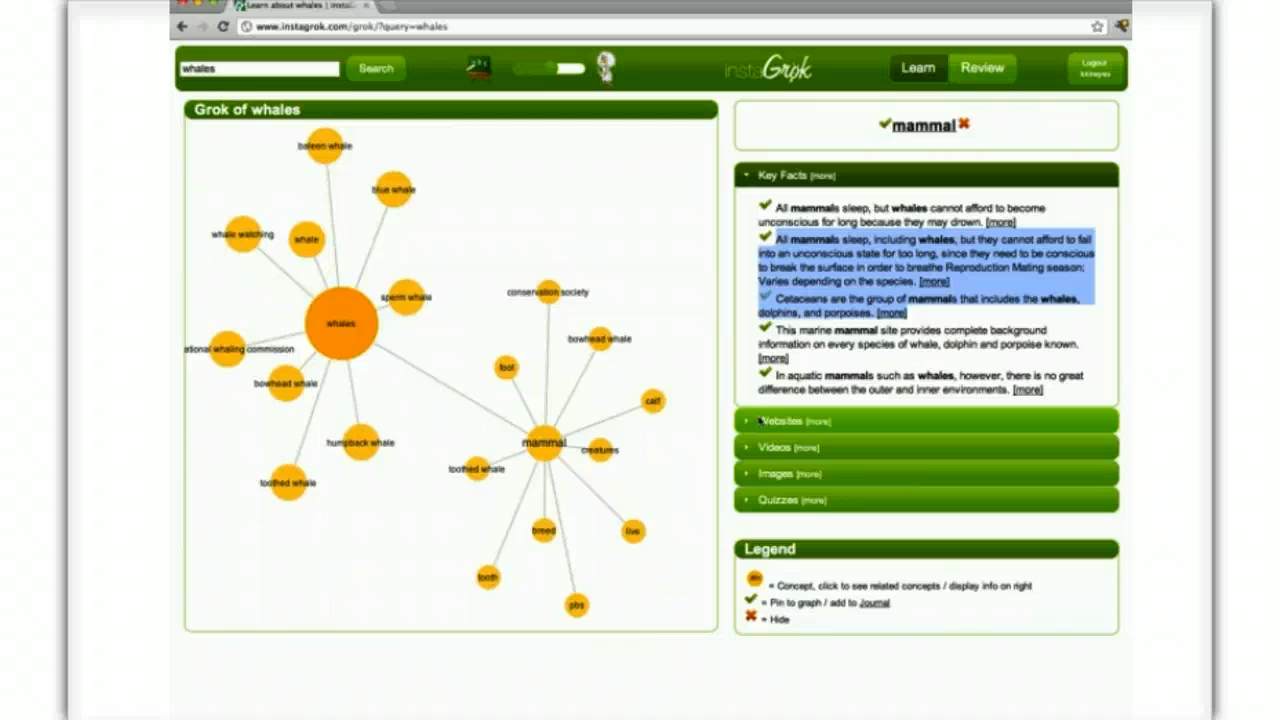 Learn about whales | insta
www.instagrok.com/grok/?query=whales
whales
Search
instaGrok
Learn
Review
Logout
Grok of whales
baleen whale
blue whale
whale watching
whale
sperm whale
whales
ational whaling commission
bowhead whale
humpback whale
toothed whale
conservation society
bowhead whale
foot
calf
mammal
creatures
toothed whale
breed
live
tooth
pbs
mammal
Key Facts [more]
All mammals sleep, but whales cannot afford to become
unconscious for long because they may drown. [more]
All mammals sleep, including whales, but they cannot afford to fall
into an unconscious state for too long, since they need to be conscious
to break the surface in order to breathe Reproduction Mating season:
Varies depending on the species. [more]
Cetaceans are the group of mammals that includes the whales,
dolphins, and porpoises. [more]
This marine mammal site provides complete background
information on every species of whale, dolphin and porpoise known.
[more]
In aquatic mammals such as whales, however, there is no great
difference between the outer and inner environments. [more]
Websites [more]
Videos [more]
Images [more]
Quizzes [more]
Legend
= Concept, click to see related concepts / display info on right
= Pin to graph / add to Journal
= Hide